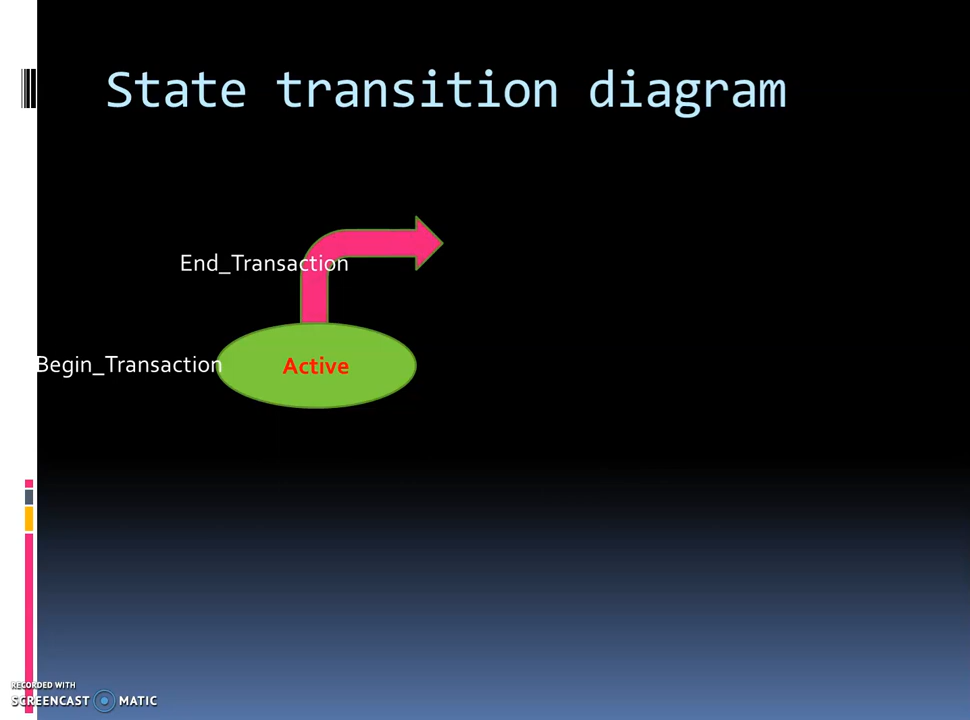 State transition diagram
End_Transaction
Begin_Transaction
Active
RECORDED WITH
SCREENCAST MATIC